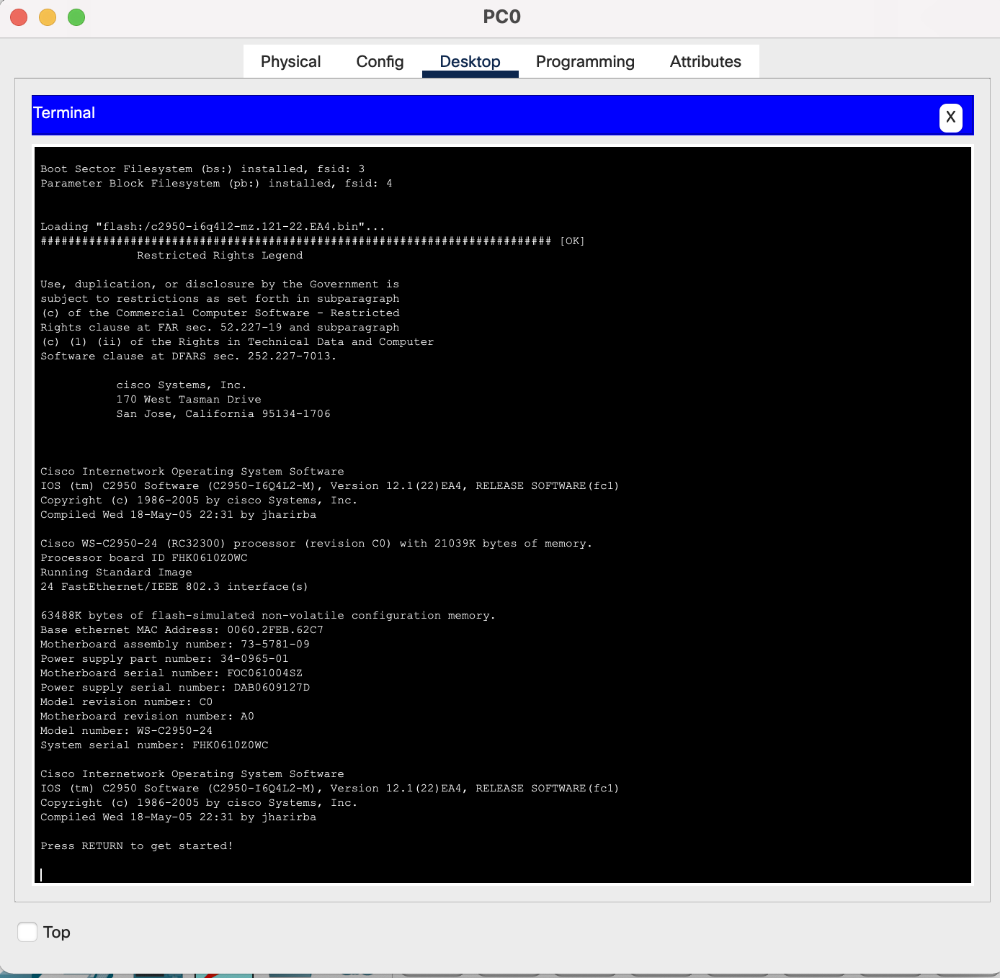 PC0
Physical Config Desktop Programming Attributes
Terminal
X
Boot Sector Filesystem (bs:) installed, fsid: 3
Parameter Block Filesystem (pb:) installed, fsid: 4
Loading "flash:/c2950-i6q4l2-mz.121-22.EA4.bin"...
########################################################################## [OK]
Restricted Rights Legend
Use, duplication, or disclosure by the Government is
subject to restrictions as set forth in subparagraph
(c) of the Commercial Computer Software - Restricted
Rights clause at FAR sec. 52.227-19 and subparagraph
(c) (1) (ii) of the Rights in Technical Data and Computer
Software clause at DFARS sec. 252.227-7013.
cisco Systems, Inc.
170 West Tasman Drive
San Jose, California 95134-1706
Cisco Internetwork Operating System Software
IOS (tm) C2950 Software (C2950-I6Q4L2-M), Version 12.1(22)EA4, RELEASE SOFTWARE(fc1)
Copyright (c) 1986-2005 by cisco Systems, Inc.
Compiled Wed 18-May-05 22:31 by jharirba
Cisco WS-C2950-24 (RC32300) processor (revision C0) with 21039K bytes of memory.
Processor board ID FHK0610Z0WC
Running Standard Image
24 FastEthernet/IEEE 802.3 interface(s)
63488K bytes of flash-simulated non-volatile configuration memory.
Base ethernet MAC Address: 0060.2FEB.62C7
Motherboard assembly number: 73-5781-09
Power supply part number: 34-0965-01
Motherboard serial number: FOC061004SZ
Power supply serial number: DAB0609127D
Model revision number: C0
Motherboard revision number: A0
Model number: WS-C2950-24
System serial number: FHK0610Z0WC
Cisco Internetwork Operating System Software
IOS (tm) C2950 Software (C2950-I6Q4L2-M), Version 12.1(22)EA4, RELEASE SOFTWARE(fc1)
Copyright (c) 1986-2005 by cisco Systems, Inc.
Compiled Wed 18-May-05 22:31 by jharirba
Press RETURN to get started!
Top